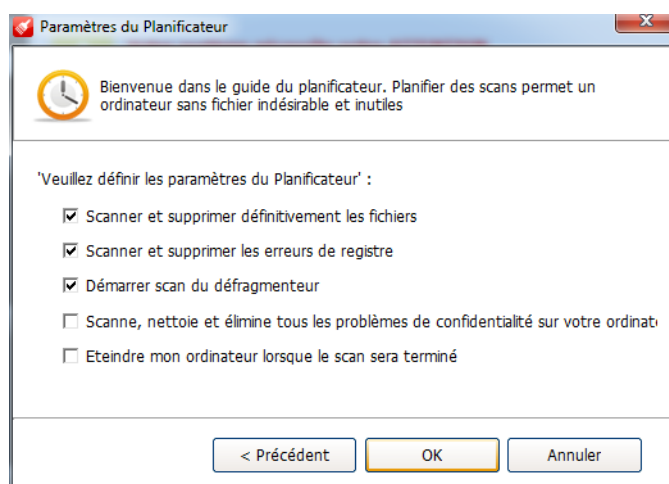 Paramètres du Planificateur
Bienvenue dans le guide du planificateur. Planifier des scans permet un
ordinateur sans fichier indésirable et inutiles
'Veuillez définir les paramètres du Planificateur' :
Scanner et supprimer définitivement les fichiers
Scanner et supprimer les erreurs de registre
Démarrer scan du défragmenteur
Scanne, nettoie et élimine tous les problèmes de confidentialité sur votre
Eteindre mon ordinateur lorsque le scan sera terminé
< Précédent
OK
Annuler